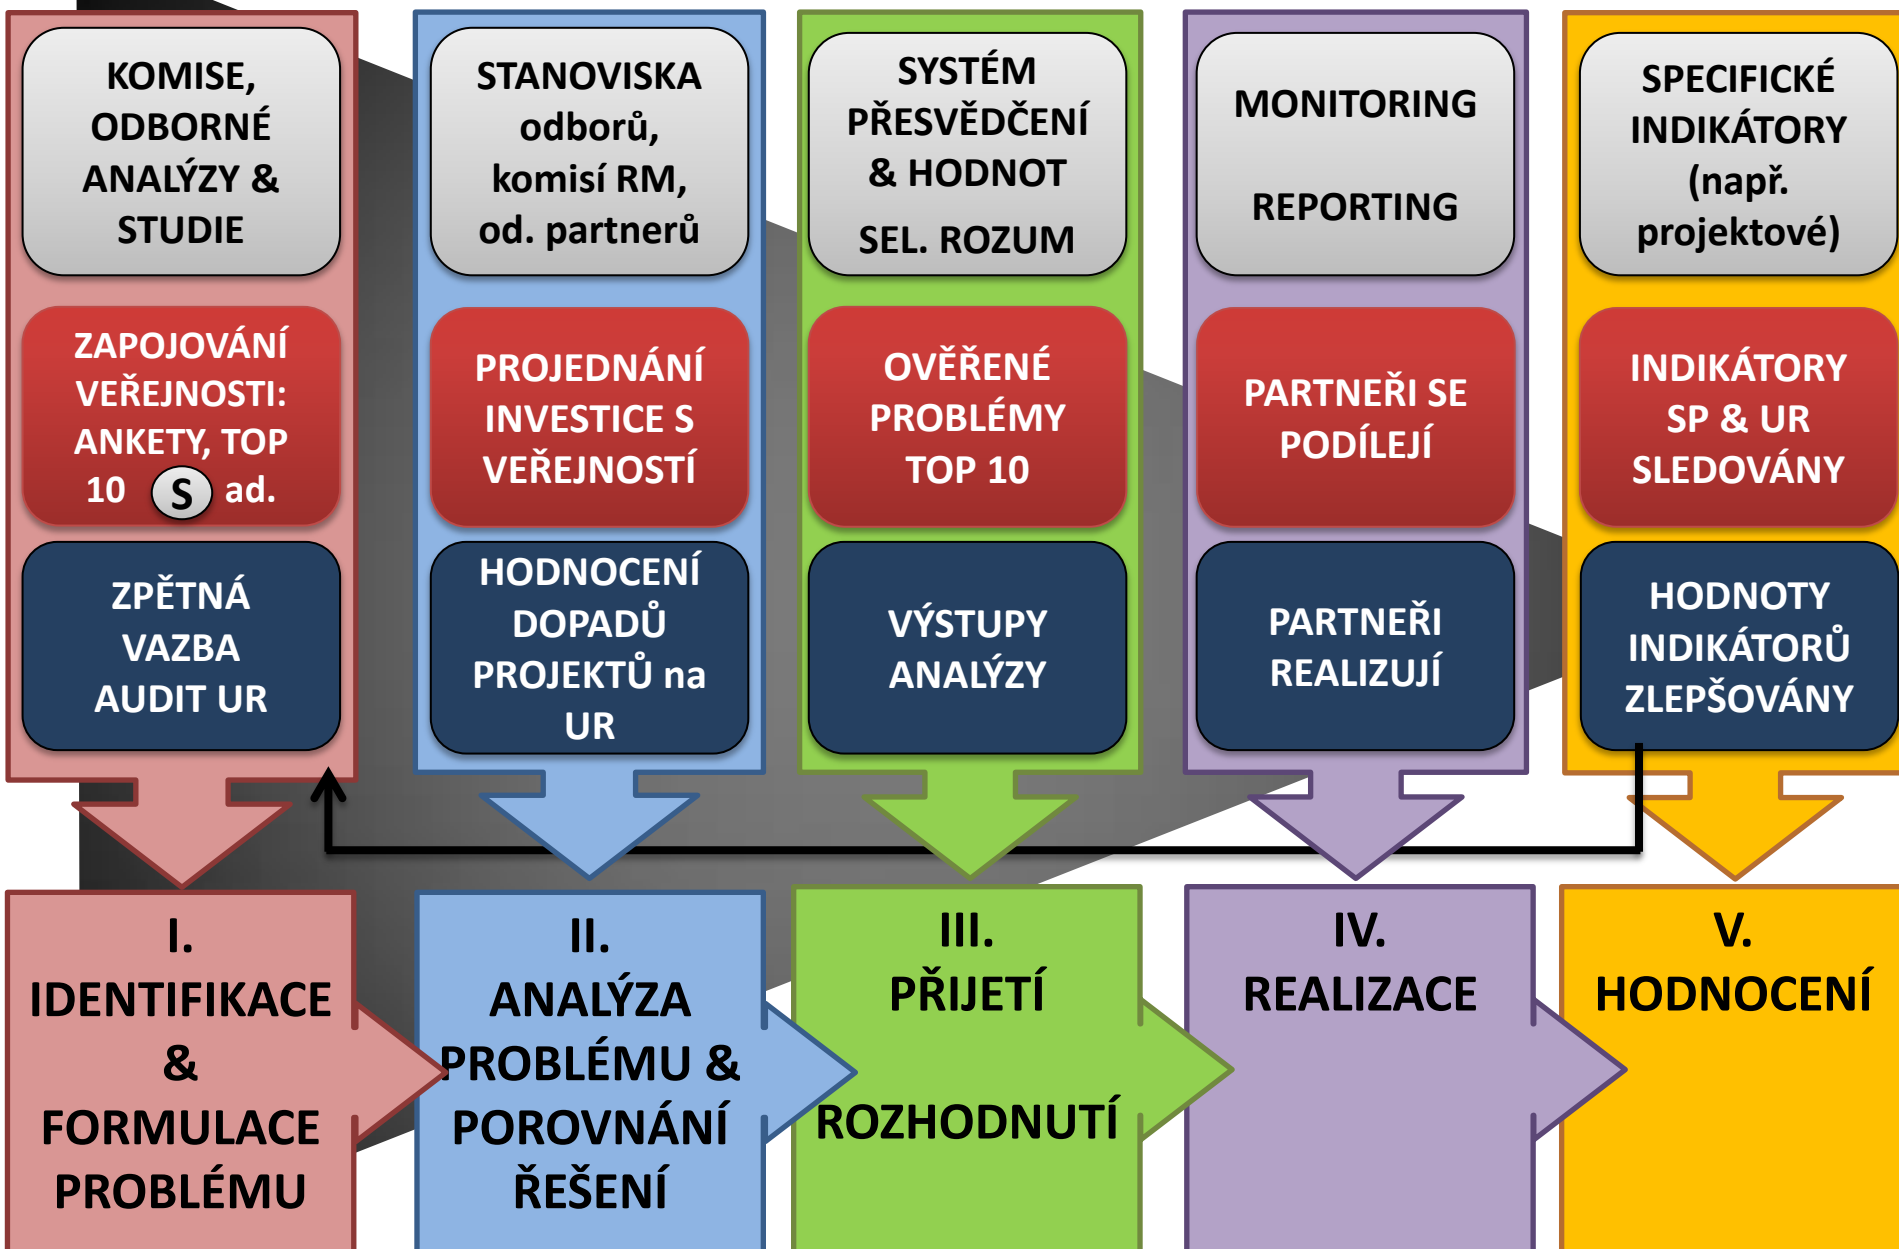 KOMISE,
ODBORNÉ
ANALÝZY &
STUDIE
STANOVISKA
odborů,
komisí RM,
od. partnerů
SYSTÉM
PŘESVĚDČENÍ
& HODNOT
SEL. ROZUM
MONITORING
REPORTING
SPECIFICKÉ
INDIKÁTORY
(např.
projektové)
ZAPOJOVÁNÍ
VEŘEJNOSTI:
ANKETY, TOP
10 S ad.
PROJEDNÁNÍ
INVESTICE S
VEŘEJNOSTÍ
OVĚŘENÉ
PROBLÉMY
TOP 10
PARTNEŘI SE
PODÍLEJÍ
INDIKÁTORY
SP & UR
SLEDOVÁNY
ZPĚTNÁ
VAZBA
AUDIT UR
HODNOCENÍ
DOPADŮ
PROJEKTŮ na
UR
VÝSTUPY
ANALÝZY
PARTNEŘI
REALIZUJÍ
HODNOTY
INDIKÁTORŮ
ZLEPŠOVÁNY
I.
IDENTIFIKACE
&
FORMULACE
PROBLÉMU
II.
ANALÝZA
PROBLÉMU &
POROVNÁNÍ
ŘEŠENÍ
III.
PŘIJETÍ
ROZHODNUTÍ
IV.
REALIZACE
V.
HODNOCENÍ